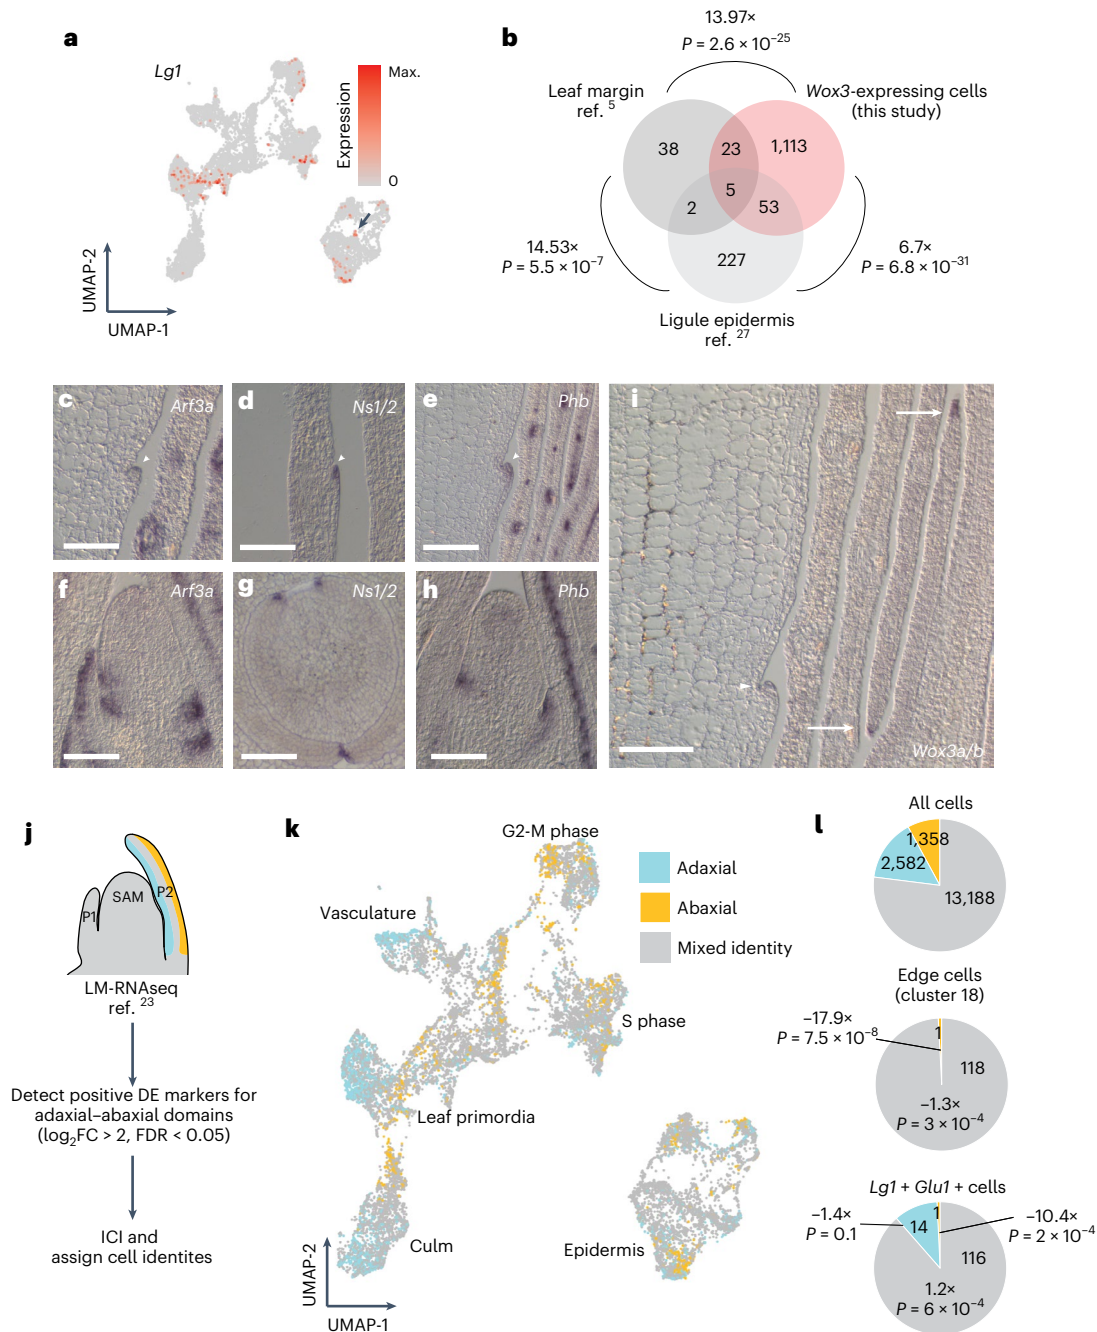 a
Lg1
Max.
Expression
0
UMAP-2
UMAP-1
b
13.97×
P = 2.6 × 10⁻²⁵
Leaf margin
ref. ⁵
Wox3-expressing cells
(this study)
38
23
1,113
5
2
53
227
14.53×
P = 5.5 × 10⁻⁷
6.7×
P = 6.8 × 10⁻³¹
Ligule epidermis
ref. ²⁷
c
Arf3a
d
Ns1/2
e
Phb
f
Arf3a
g
Ns1/2
h
Phb
i
Wox3a/b
j
SAM
P1
P2
LM-RNAseq
ref. ²³
Detect positive DE markers for
adaxial–abaxial domains
(log₂FC > 2, FDR < 0.05)
ICI and
assign cell identites
k
G2-M phase
Adaxial
Abaxial
Mixed identity
Vasculature
S phase
Leaf primordia
Culm
Epidermis
UMAP-2
UMAP-1
l
All cells
1,358
2,582
13,188
Edge cells
(cluster 18)
–17.9×
P = 7.5 × 10⁻⁸
1
118
–1.3×
P = 3 × 10⁻⁴
Lg1 + Glu1 + cells
–1.4×
P = 0.1
14
1
–10.4×
P = 2 × 10⁻⁴
116
1.2×
P = 6 × 10⁻⁴